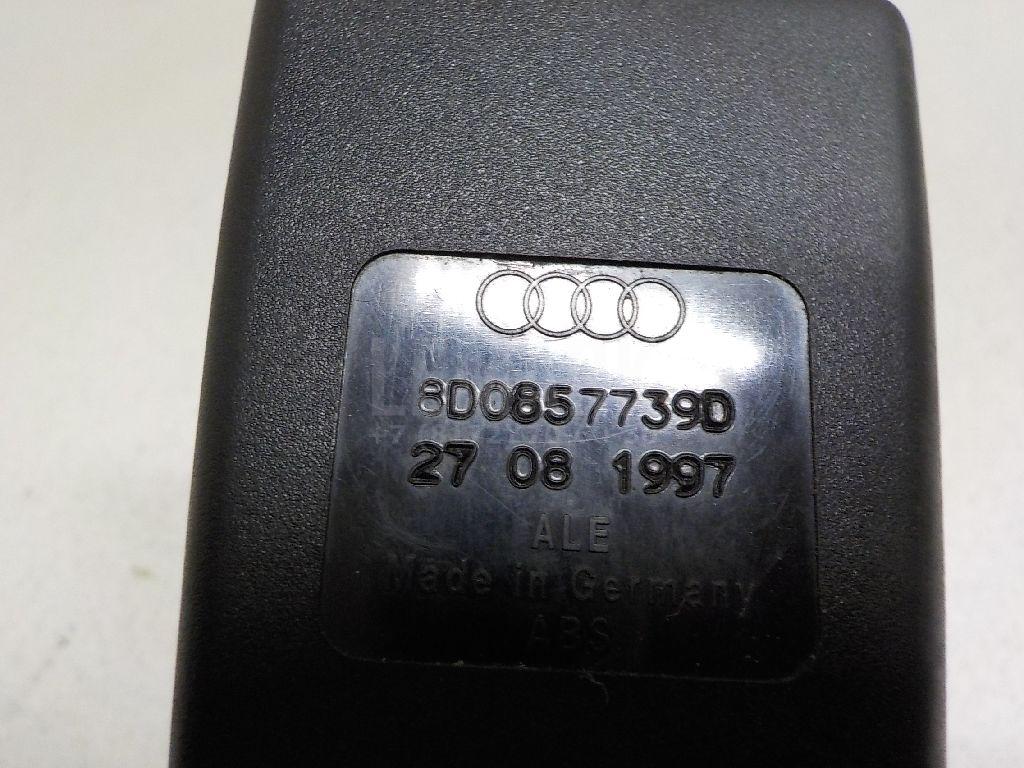 8D0857739D
27 08 1997
ALE
Made in Germany
ABS